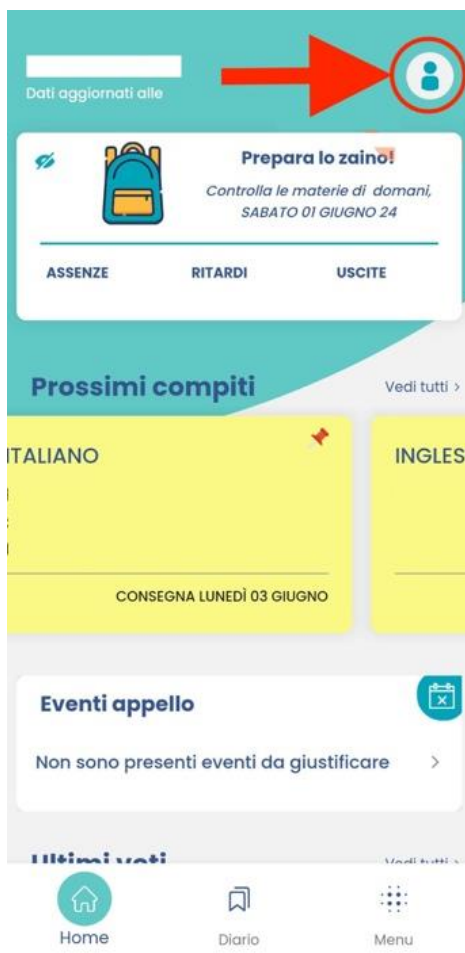 Dati aggiornati alle
Prepara lo zaino!
Controlla le materie di domani,
SABATO 01 GIUGNO 24
ASSENZE RITARDI USCITE
Prossimi compiti Vedi tutti >
ITALIANO INGLES
CONSEGNA LUNEDÌ 03 GIUGNO
Eventi appello
Non sono presenti eventi da giustificare >
Ultimi voti Vedi tutti >
Home Diario Menu